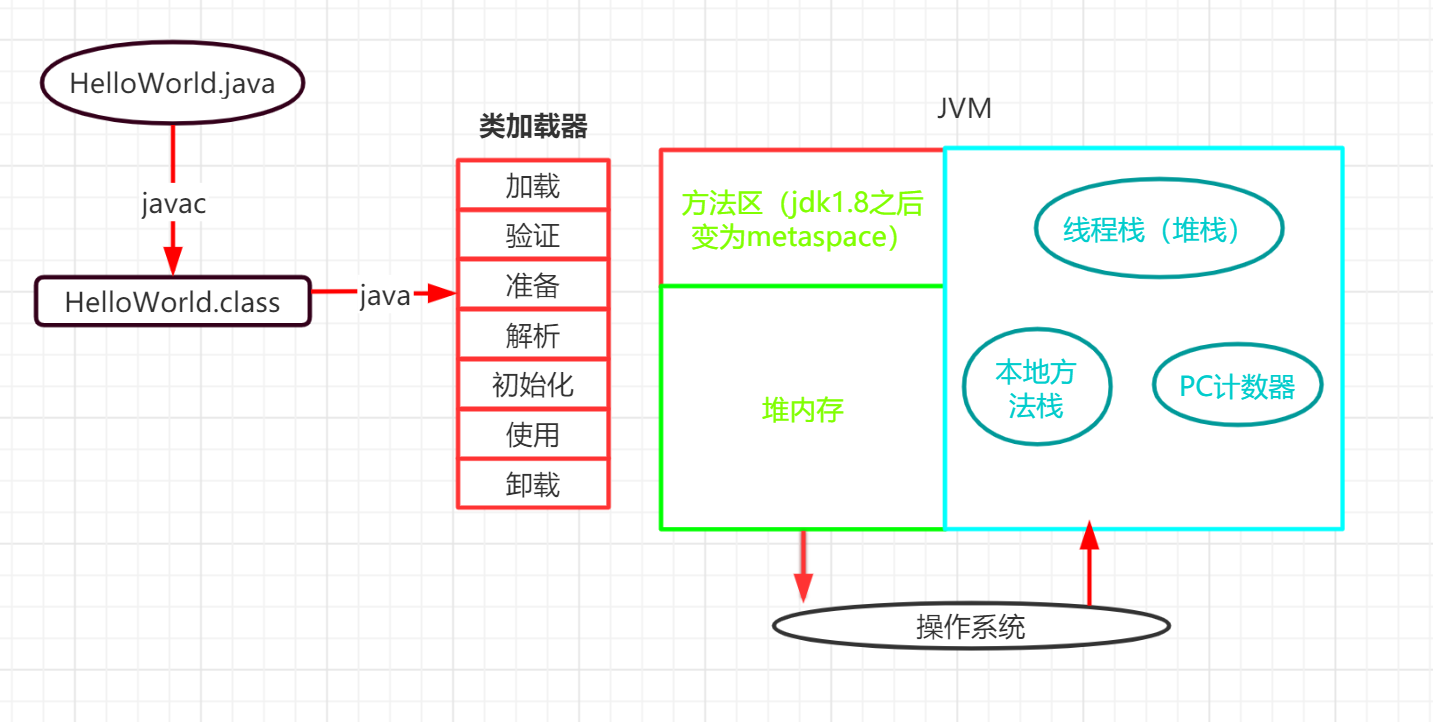 HelloWorld.java
javac
HelloWorld.class
java
类加载器
加载
验证
准备
解析
初始化
使用
卸载
JVM
方法区（jdk1.8之后
变为metaspace）
堆内存
线程栈（堆栈）
本地方
法栈
PC计数器
操作系统